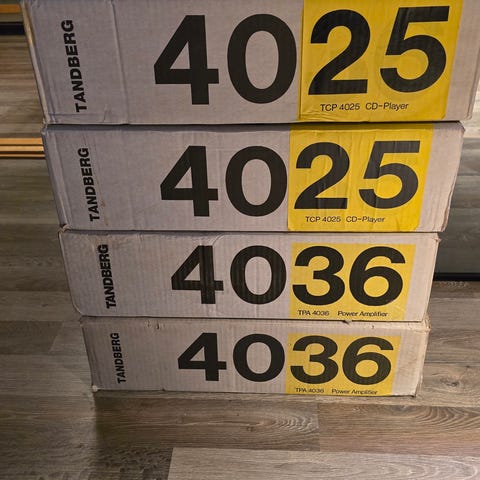 TANDBERG
4025
TCP 4025 CD-Player
TANDBERG
4025
TCP 4025 CD-Player
TANDBERG
4036
TPA 4036 Power Amplifier
TANDBERG
4036
TPA 4036 Power Amplifier